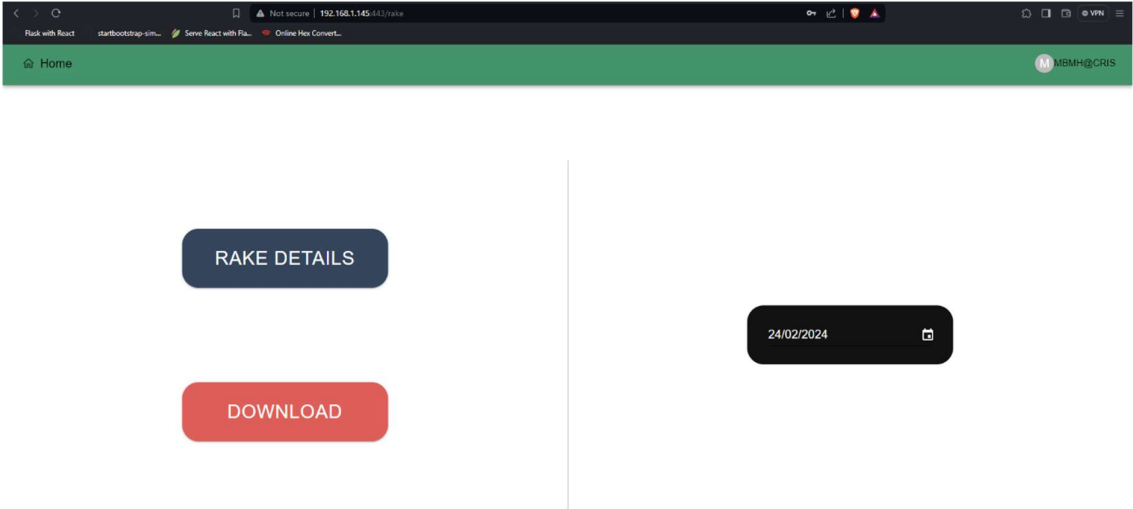 Not secure | 192.168.1.145:443/rake
VPN
Flask with React startbootstrap-sim... Serve React with Fla... Online Hex Convert...
Home
M MBMH@CRIS
RAKE DETAILS
DOWNLOAD
24/02/2024